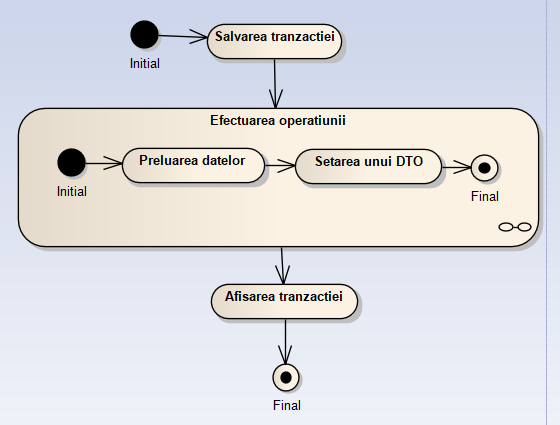 Salvarea tranzactiei
Initial
Efectuarea operatiunii
Preluarea datelor
Setarea unui DTO
Initial
Final
Afisarea tranzactiei
Final